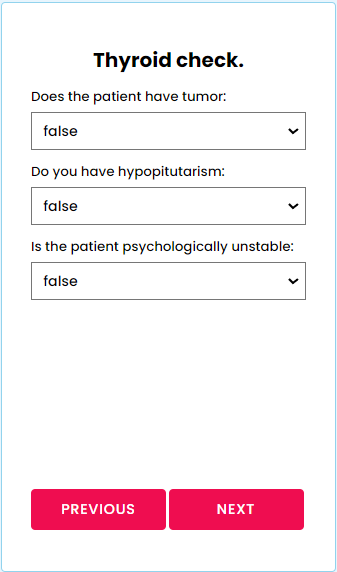 Thyroid check.
Does the patient have tumor:
false
Do you have hypopitutarism:
false
Is the patient psychologically unstable:
false
PREVIOUS NEXT